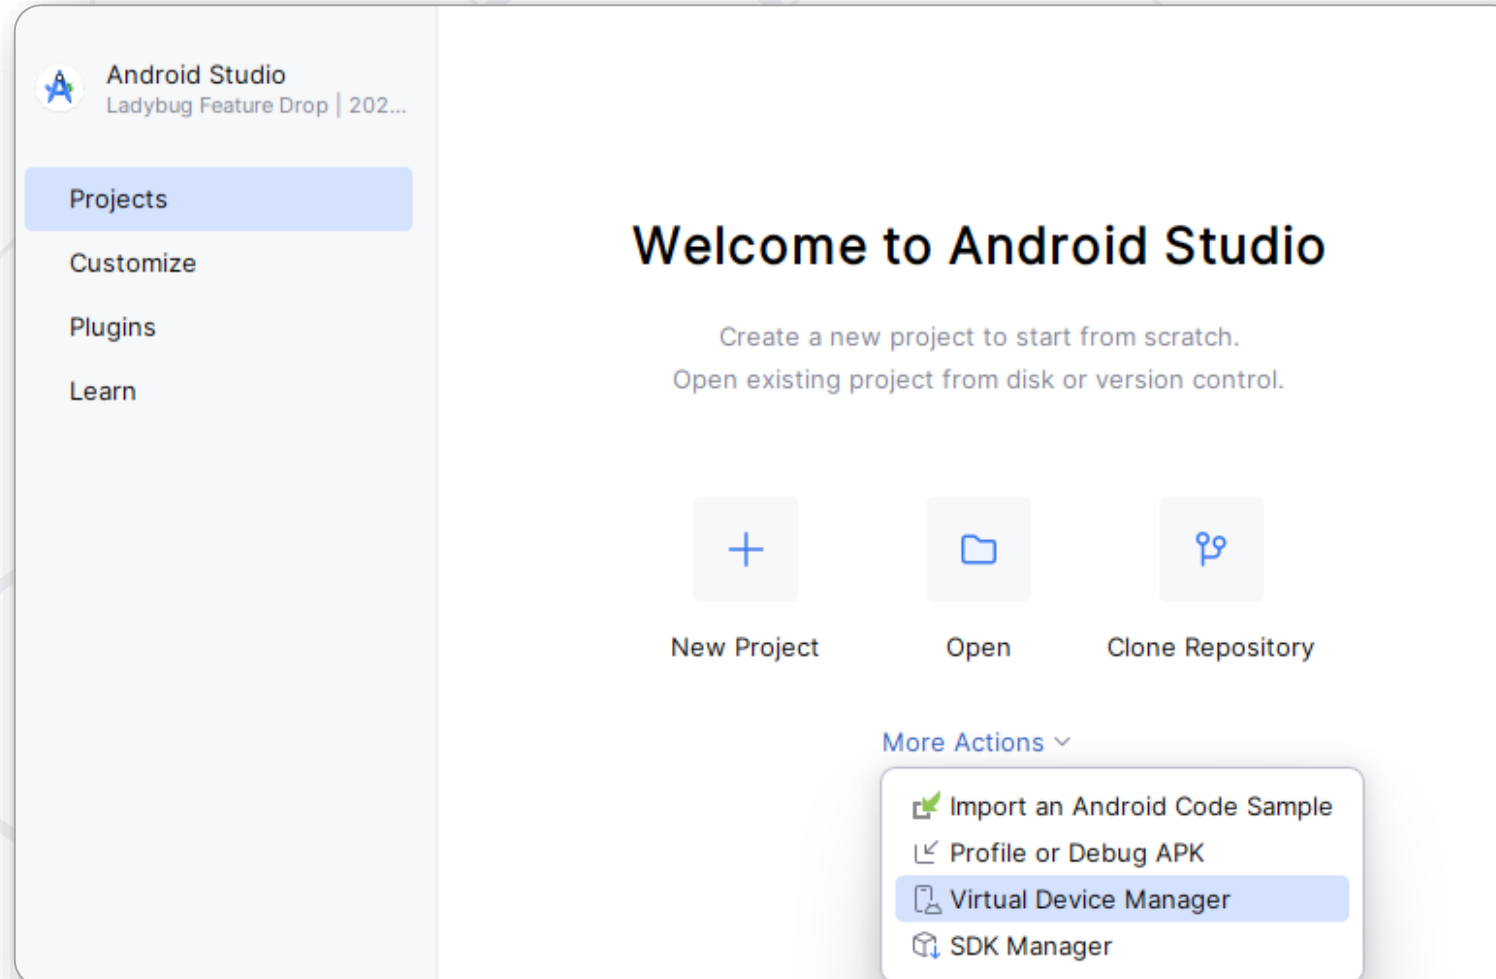 Android Studio
Ladybug Feature Drop | 202...
Projects
Customize
Plugins
Learn
Welcome to Android Studio
Create a new project to start from scratch.
Open existing project from disk or version control.
New Project
Open
Clone Repository
More Actions
Import an Android Code Sample
Profile or Debug APK
Virtual Device Manager
SDK Manager